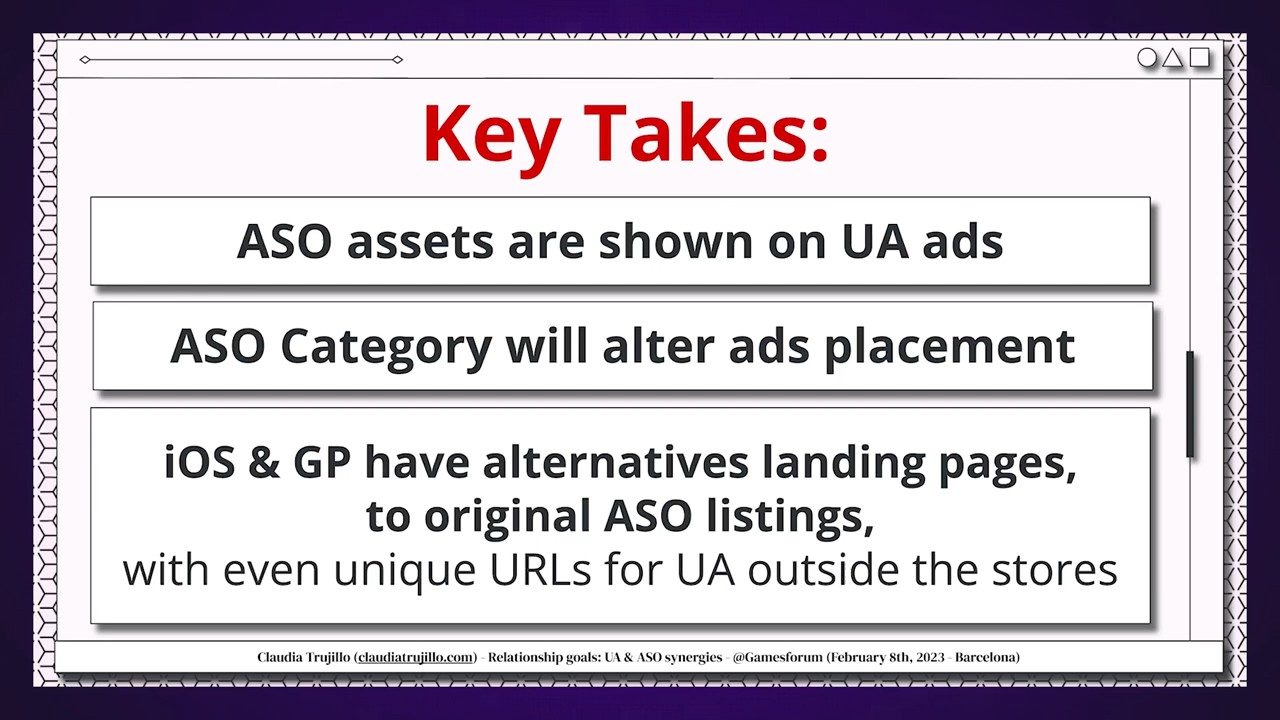 Key Takes:
ASO assets are shown on UA ads
ASO Category will alter ads placement
iOS & GP have alternatives landing pages,
to original ASO listings,
with even unique URLs for UA outside the stores
Claudia Trujillo (claudiatrujillo.com) - Relationship goals: UA & ASO synergies - @Gamesforum (February 8th, 2023 - Barcelona)